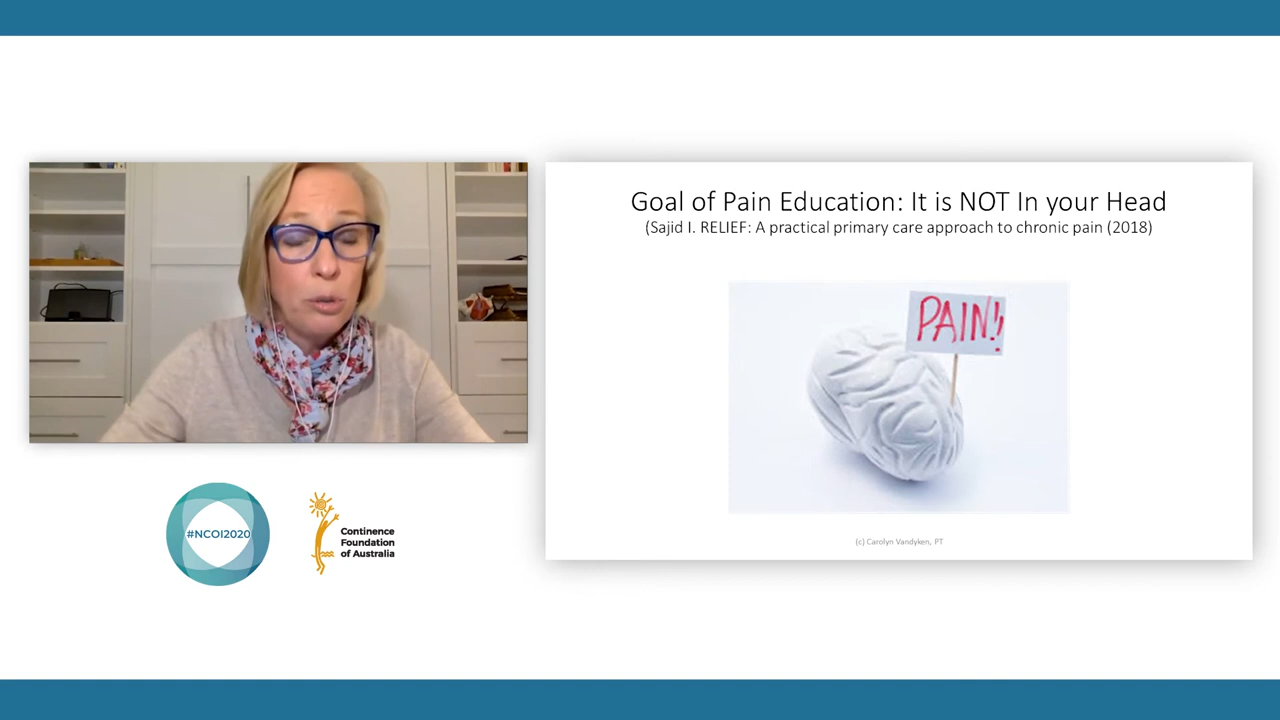 Goal of Pain Education: It is NOT In your Head
(Sajid I. RELIEF: A practical primary care approach to chronic pain (2018)
PAIN!
(c) Carolyn Vandyken, PT
#NCOI2020
Continence
Foundation
of Australia